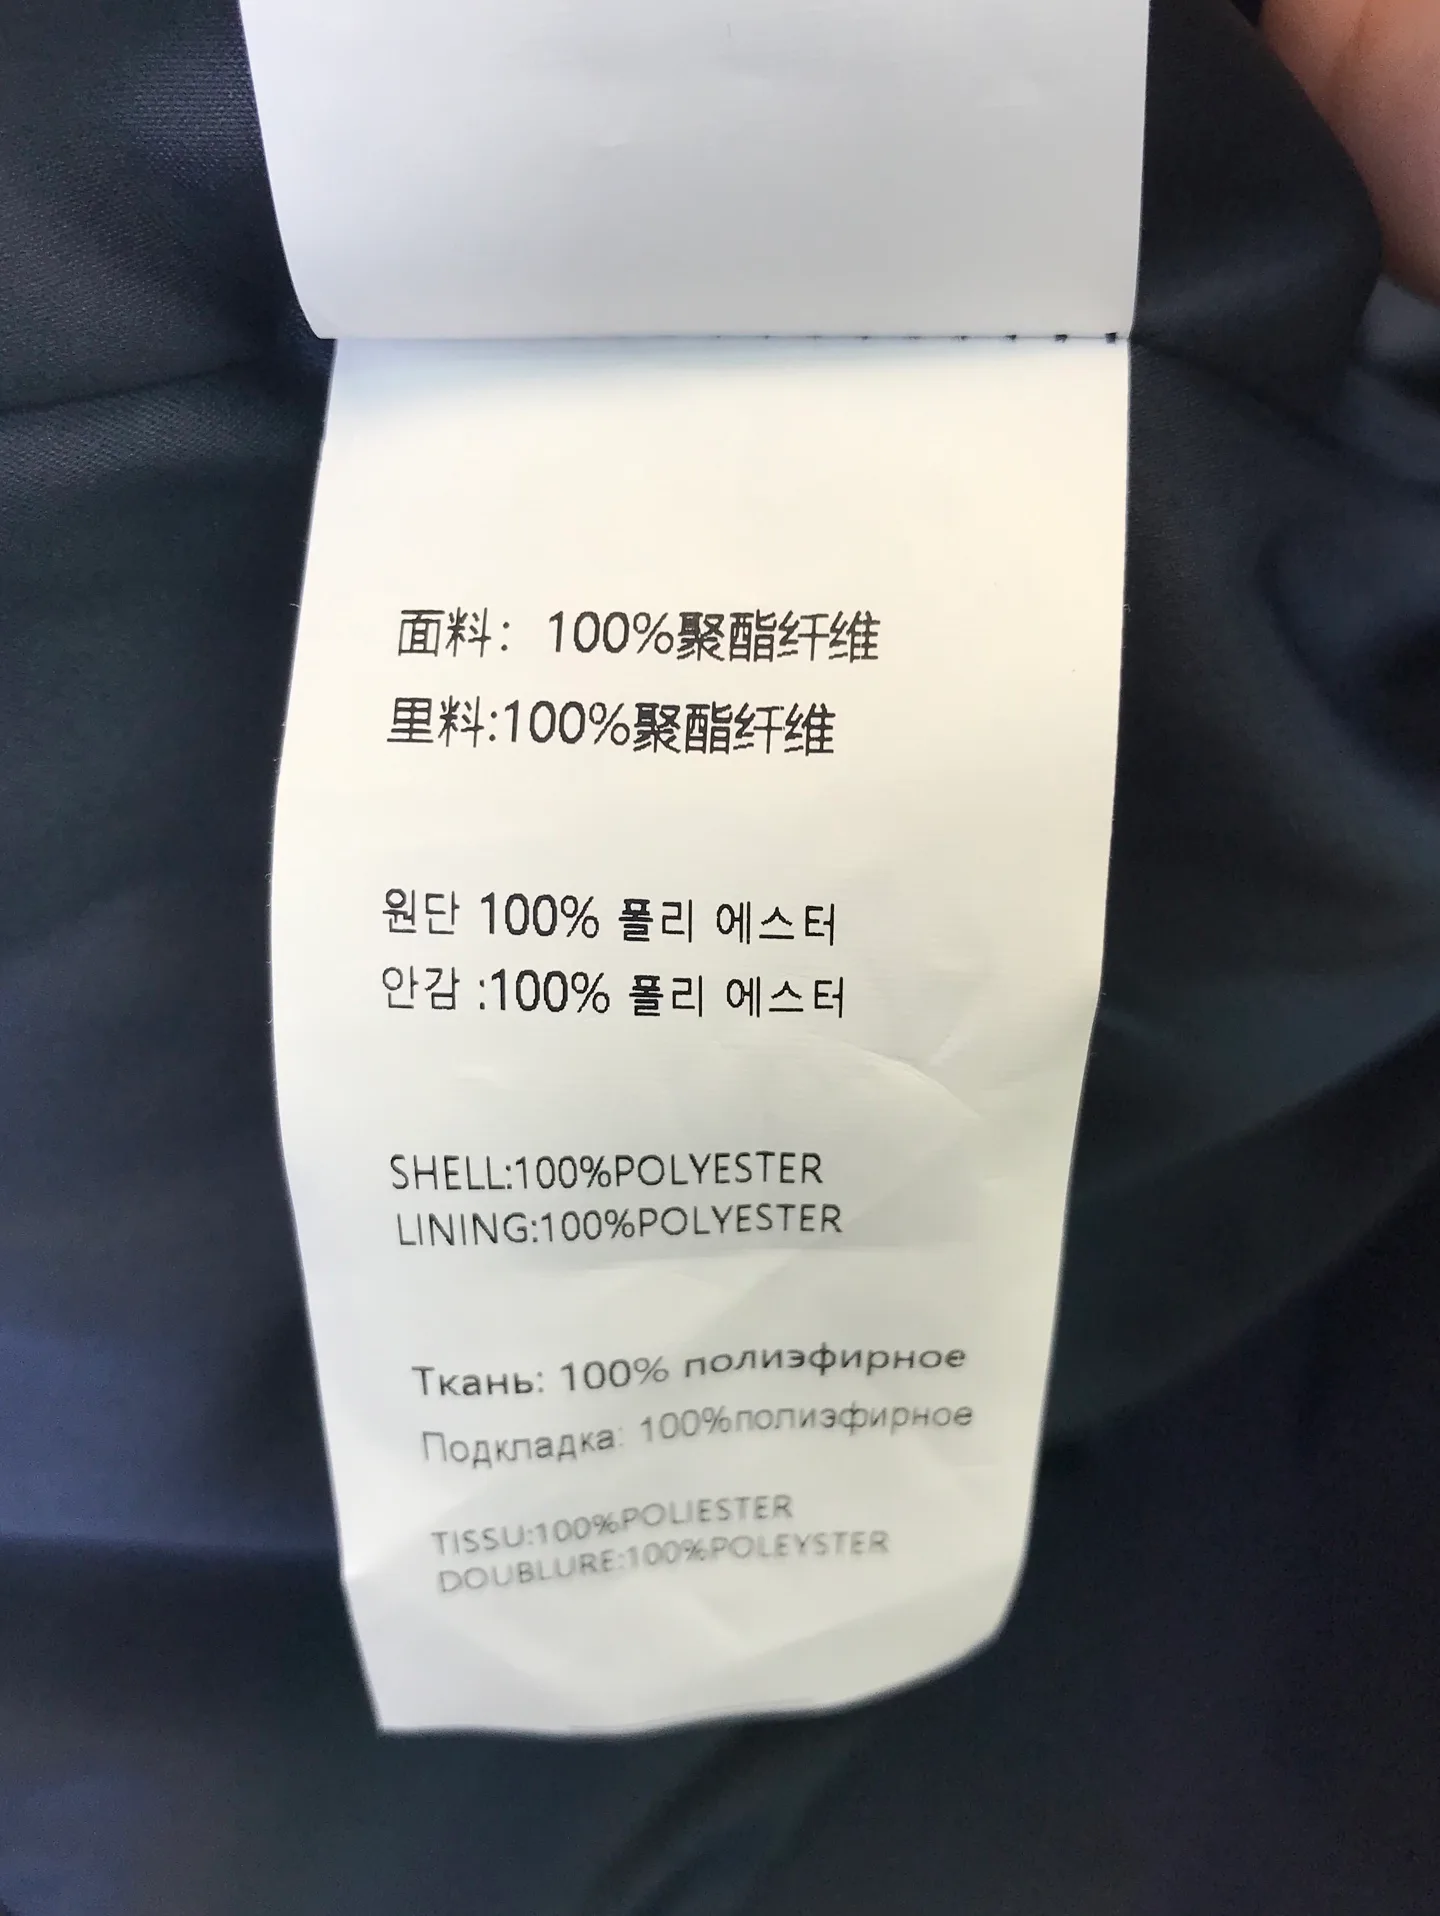 面料：100%聚酯纤维
里料:100%聚酯纤维
원단 100% 폴리 에스터
안감 :100% 폴리 에스터
SHELL:100%POLYESTER
LINING:100%POLYESTER
Ткань: 100% полиэфирное
Подкладка: 100%полиэфирное
TISSU:100%POLIESTER
DOUBLURE:100%POLEYSTER